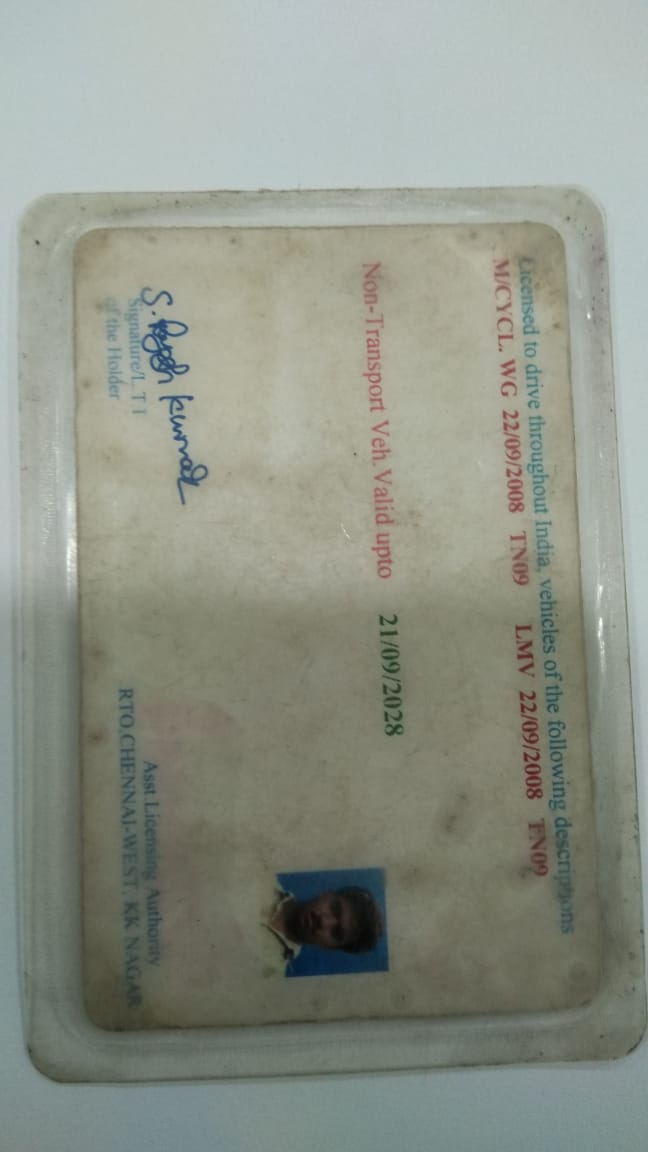 Licensed to drive throughout India, vehicles of the following descriptions
M/CYCL. WG 22/09/2008 TN09 LMV 22/09/2008 TN09
Non-Transport Veh. Valid upto 21/09/2028
S. Rajesh kumar
Signature/L T I
of the Holder
Asst Licensing Authority
RTO,CHENNAI-WEST, KK NAGAR